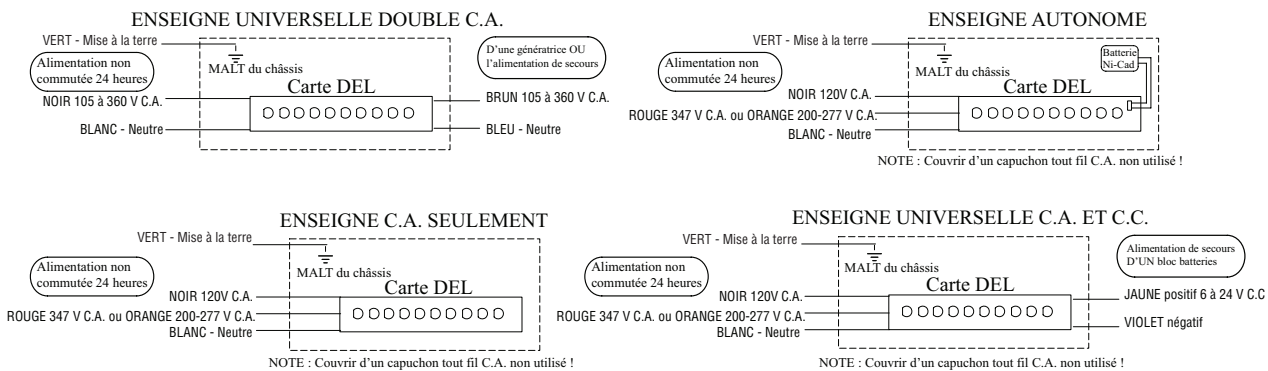 ENSEIGNE UNIVERSELLE DOUBLE C.A.
VERT - Mise à la terre
Alimentation non
commutée 24 heures
MALT du châssis
D'une génératrice OU
l'alimentation de secours
Carte DEL
NOIR 105 à 360 V C.A.
BRUN 105 à 360 V C.A.
BLANC - Neutre
BLEU - Neutre
ENSEIGNE AUTONOME
VERT - Mise à la terre
Alimentation non
commutée 24 heures
MALT du châssis
Batterie
Ni-Cad
Carte DEL
NOIR 120V C.A.
ROUGE 347 V C.A. ou ORANGE 200-277 V C.A.
BLANC - Neutre
NOTE : Couvrir d'un capuchon tout fil C.A. non utilisé !
ENSEIGNE C.A. SEULEMENT
VERT - Mise à la terre
Alimentation non
commutée 24 heures
MALT du châssis
Carte DEL
NOIR 120V C.A.
ROUGE 347 V C.A. ou ORANGE 200-277 V C.A.
BLANC - Neutre
NOTE : Couvrir d'un capuchon tout fil C.A. non utilisé !
ENSEIGNE UNIVERSELLE C.A. ET C.C.
VERT - Mise à la terre
Alimentation non
commutée 24 heures
MALT du châssis
Alimentation de secours
D'UN bloc batteries
Carte DEL
NOIR 120V C.A.
JAUNE positif 6 à 24 V C.C
ROUGE 347 V C.A. ou ORANGE 200-277 V C.A.
BLANC - Neutre
VIOLET négatif
NOTE : Couvrir d'un capuchon tout fil C.A. non utilisé !